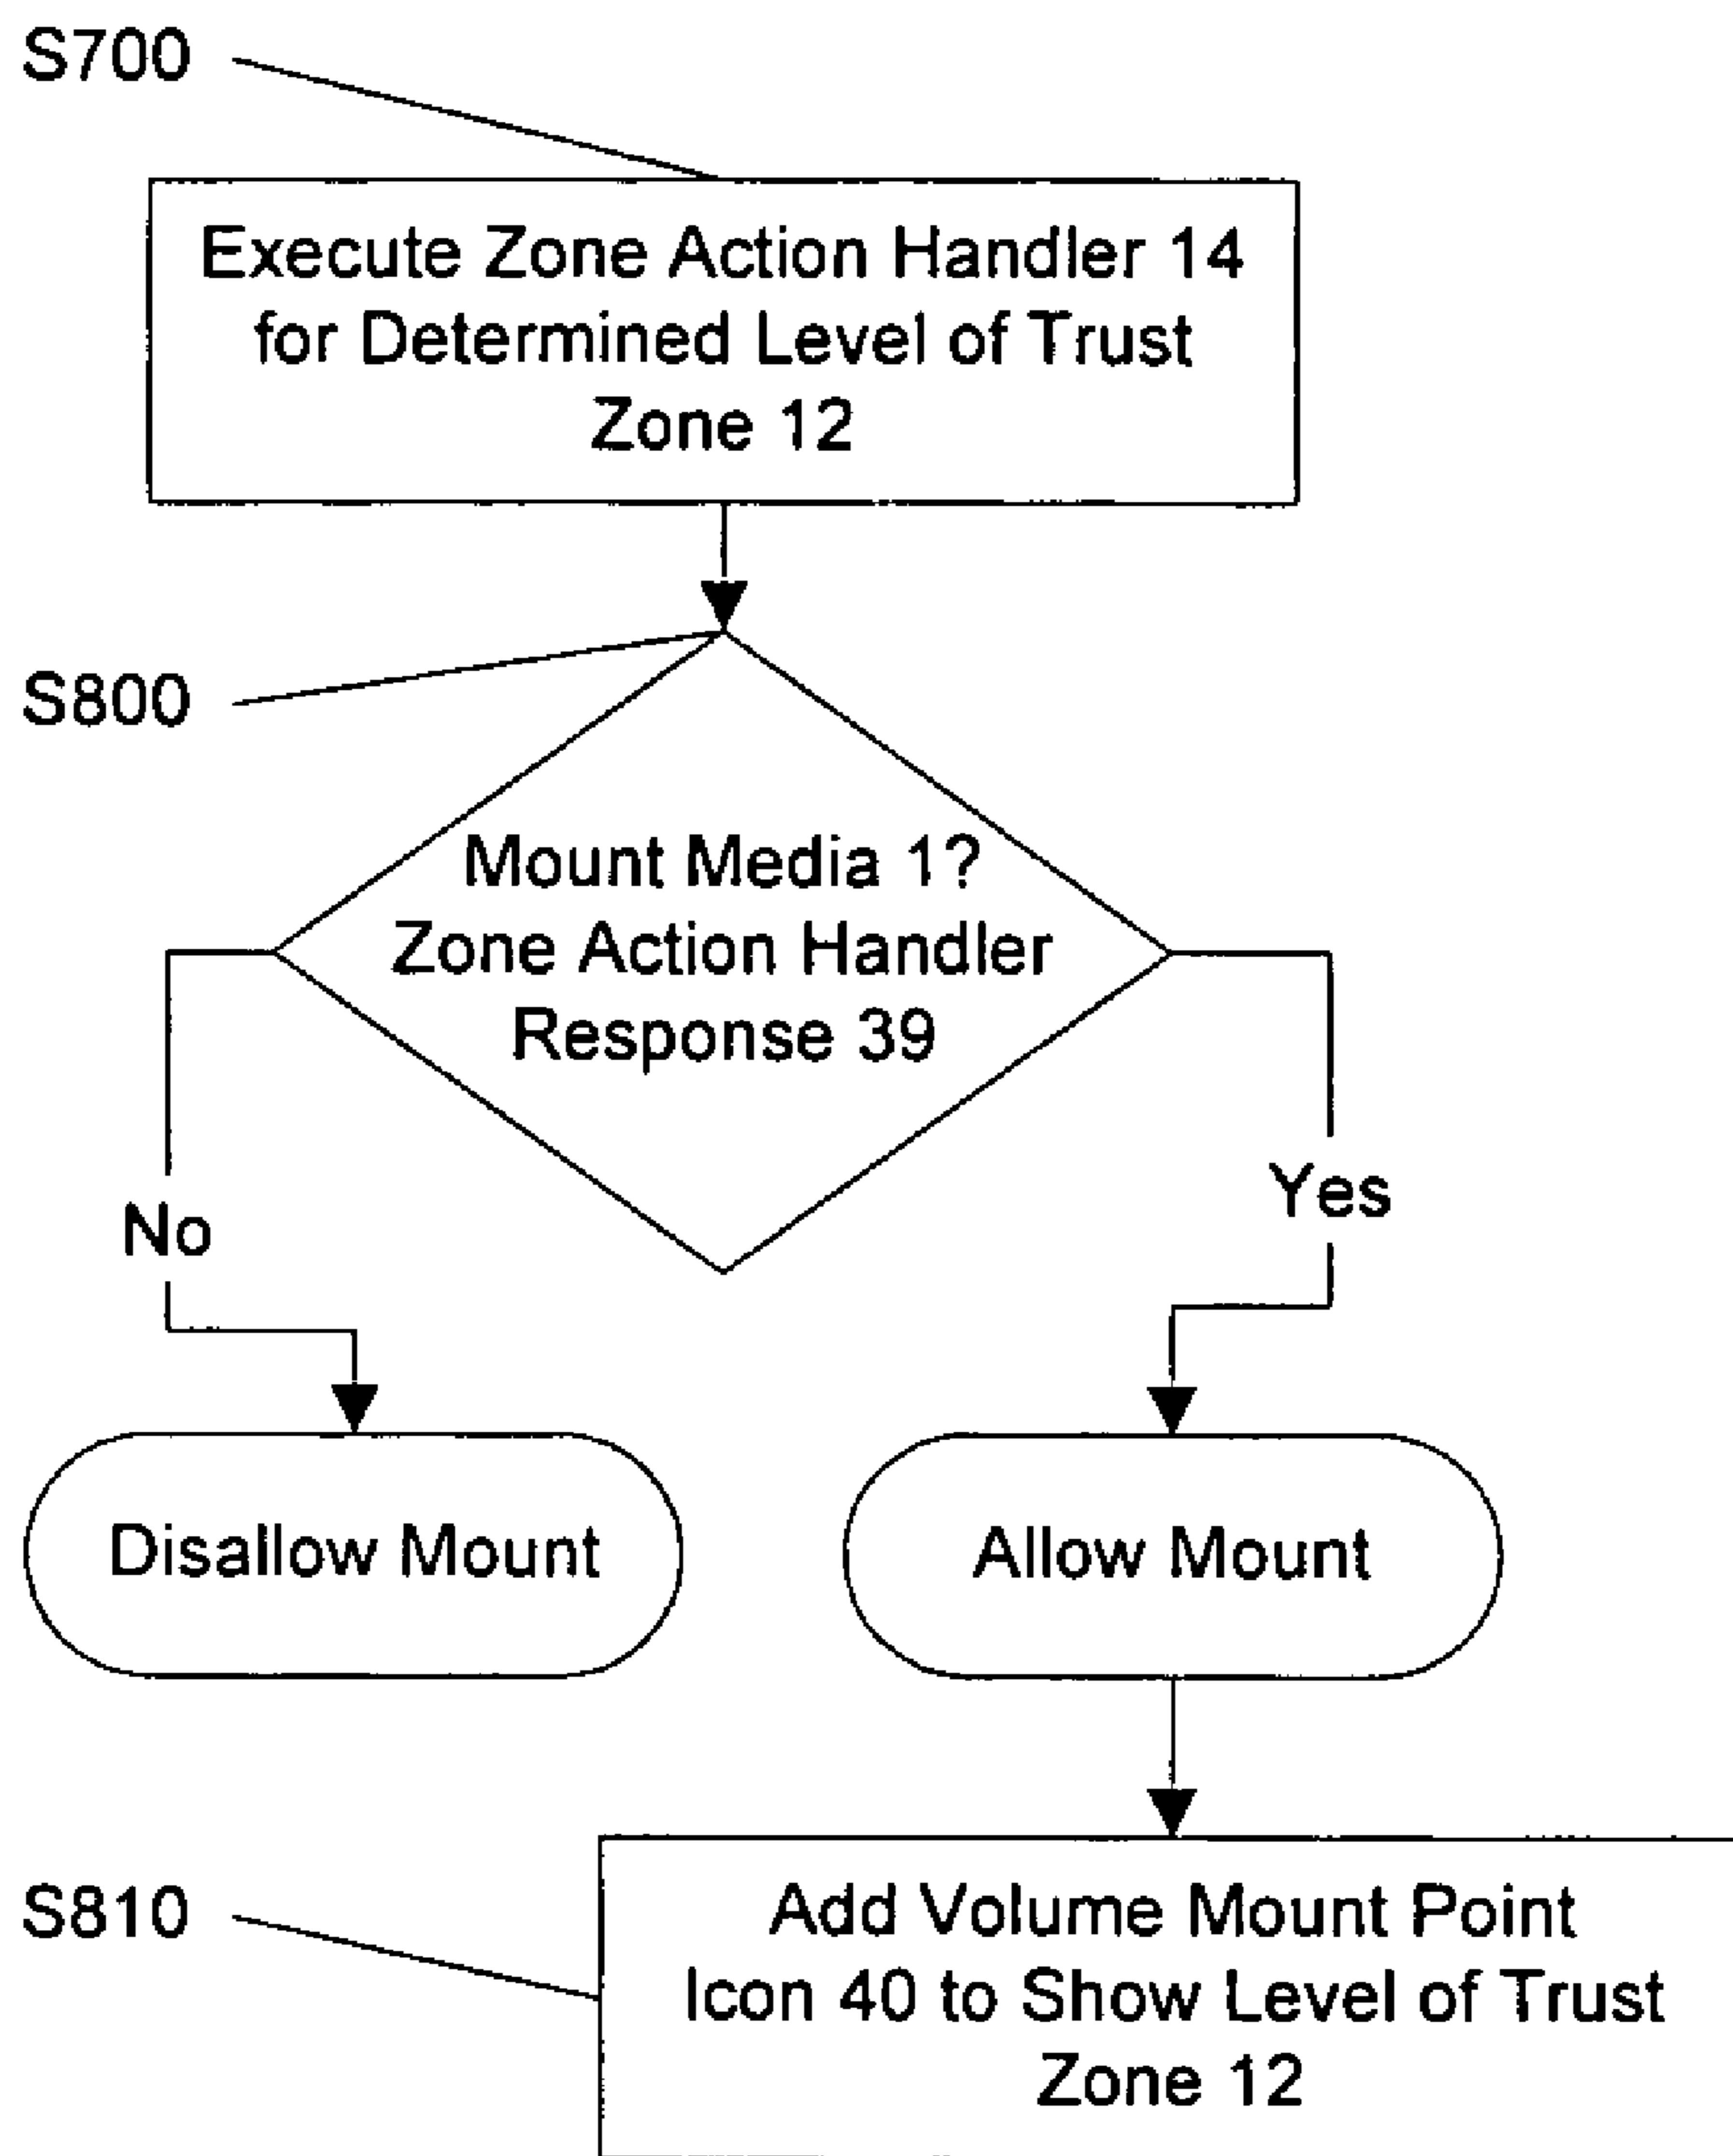 S700
Execute Zone Action Handler 14
for Determined Level of Trust
Zone 12
S800
Mount Media 1?
Zone Action Handler
Response 39
No
Yes
Disallow Mount
Allow Mount
S810
Add Volume Mount Point
Icon 40 to Show Level of Trust
Zone 12